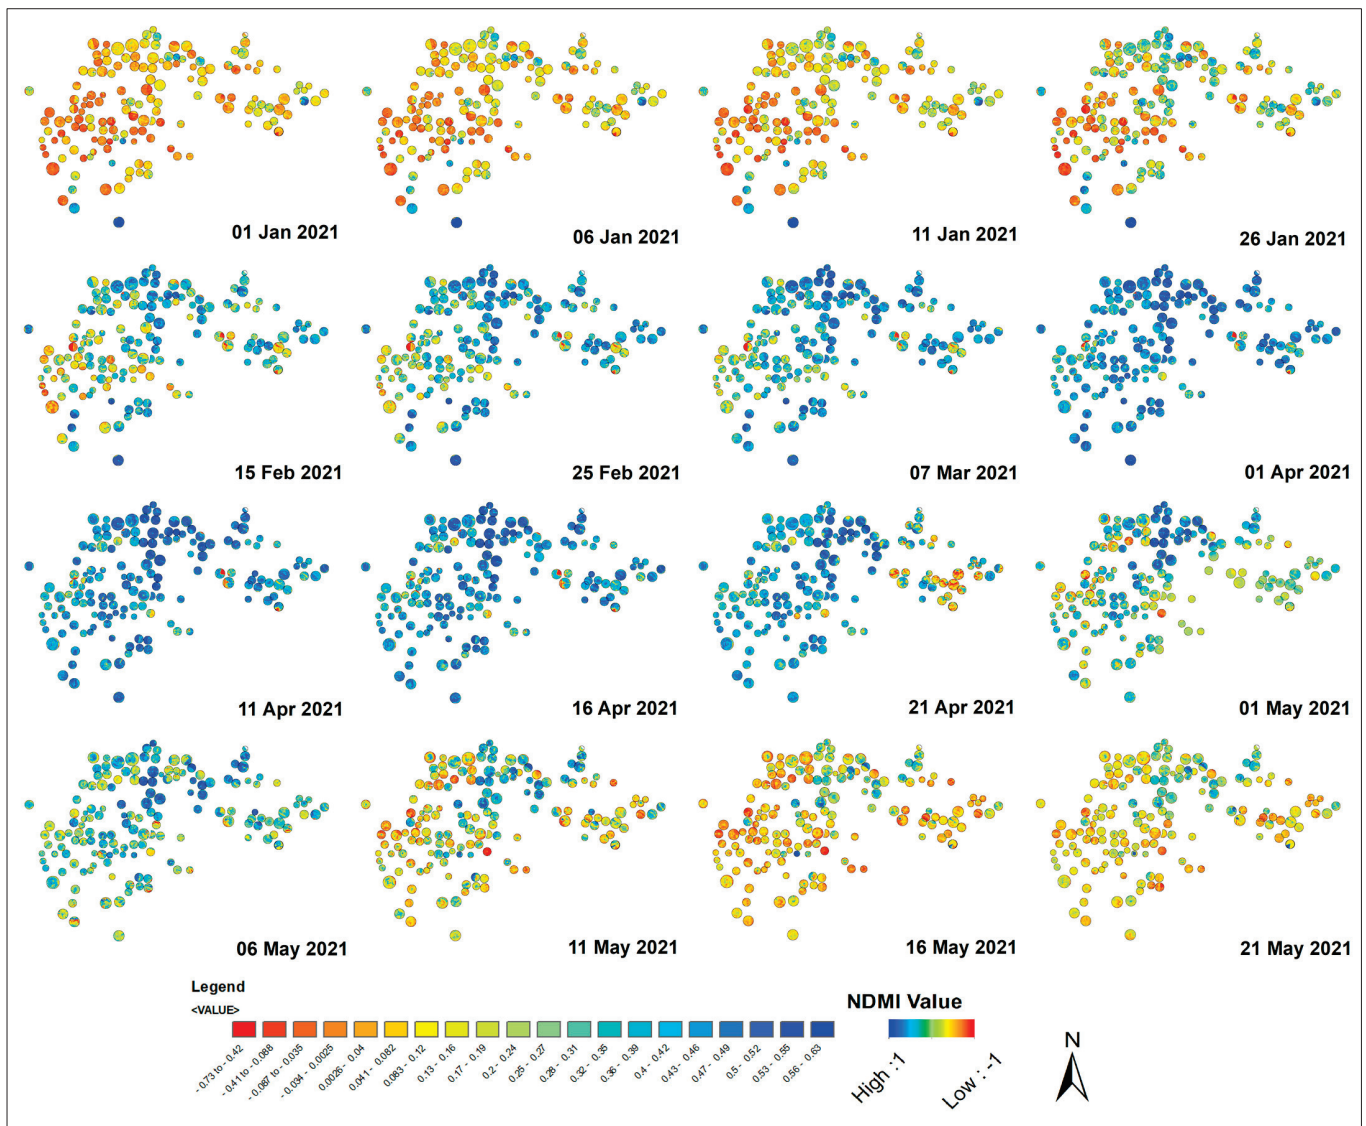 01 Jan 2021
06 Jan 2021
11 Jan 2021
26 Jan 2021
15 Feb 2021
25 Feb 2021
07 Mar 2021
01 Apr 2021
11 Apr 2021
16 Apr 2021
21 Apr 2021
01 May 2021
06 May 2021
11 May 2021
16 May 2021
21 May 2021
Legend
<VALUE>
- 0.73 to - 0.42
- 0.41 to - 0.088
- 0.087 to - 0.035
- 0.034 - 0.0025
0.0026 - 0.04
0.041 - 0.082
0.083 - 0.12
0.13 - 0.16
0.17 - 0.19
0.2 - 0.24
0.25 - 0.27
0.28 - 0.31
0.32 - 0.35
0.36 - 0.39
0.4 - 0.42
0.43 - 0.46
0.47 - 0.49
0.5 - 0.52
0.53 - 0.55
0.56 - 0.63
NDMI Value
High :1
Low : -1
N